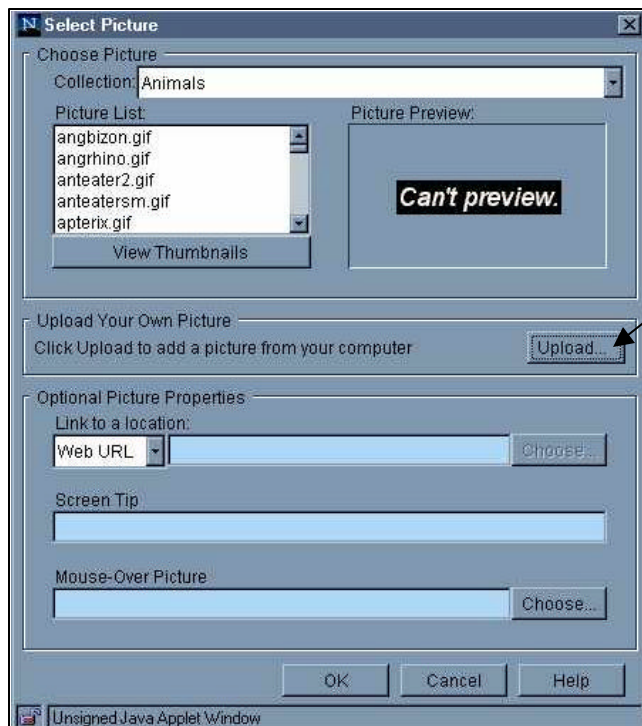 N Select Picture
Choose Picture
Collection: Animals
Picture List:
Picture Preview:
angbizon.gif
angrhino.gif
anteater2.gif
anteatersm.gif
apterix.gif
Can't preview.
View Thumbnails
Upload Your Own Picture
Click Upload to add a picture from your computer
Upload...
Optional Picture Properties
Link to a location:
Web URL
Choose...
Screen Tip
Mouse-Over Picture
Choose...
OK Cancel Help
Unsigned Java Applet Window